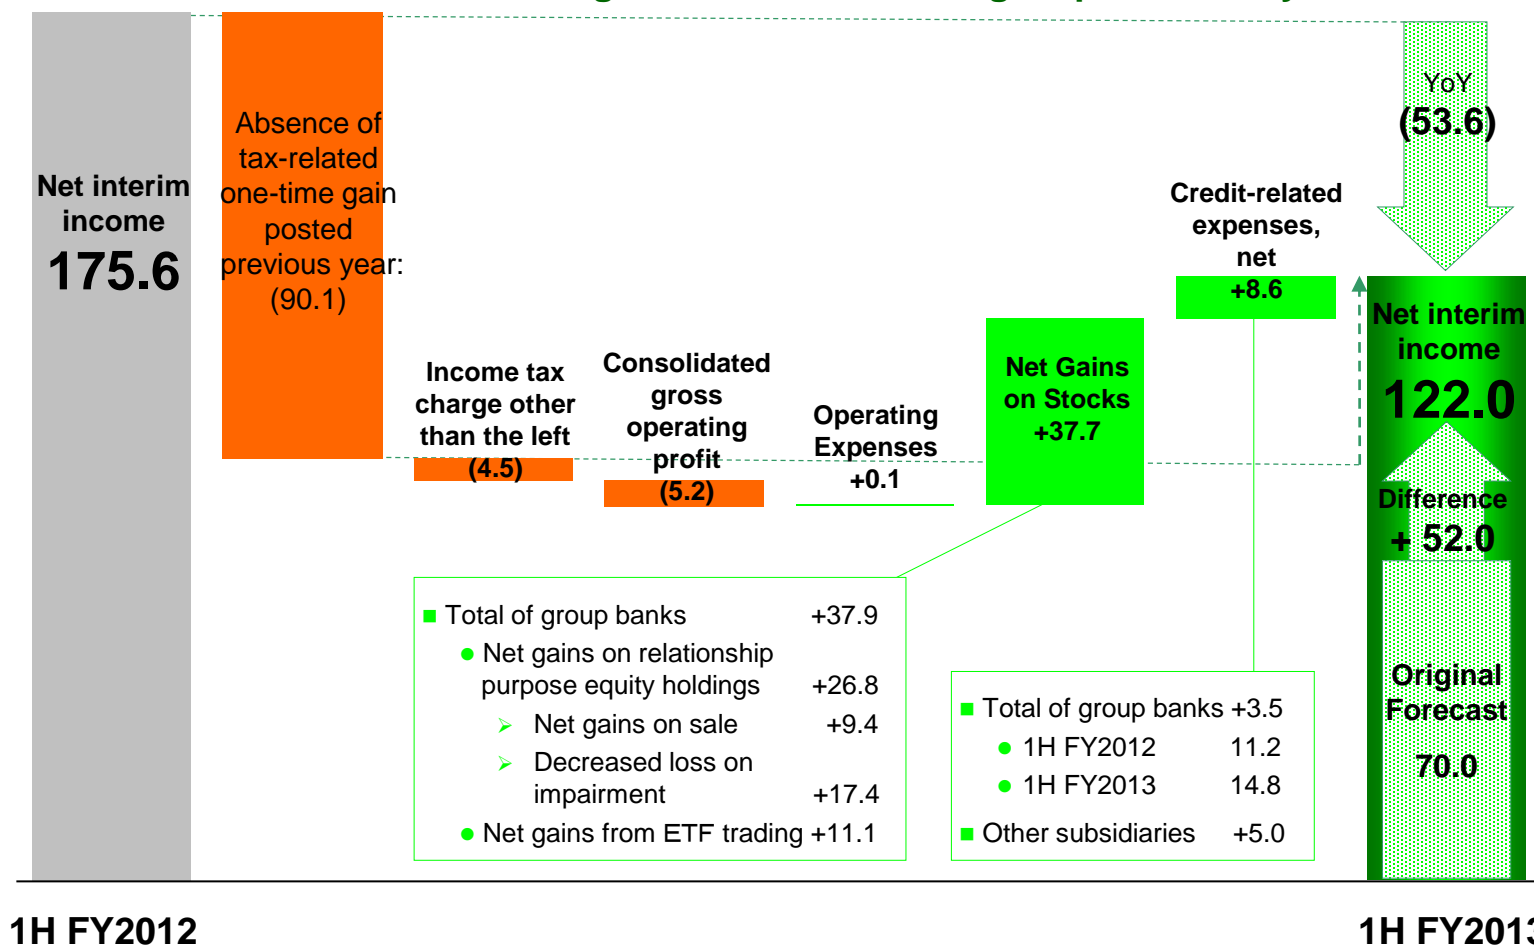 Net interim
income
175.6
Absence of
tax-related
one-time gain
posted
previous year:
(90.1)
Income tax
charge other
than the left
(4.5)
Consolidated
gross
operating
profit
(5.2)
Operating
Expenses
+0.1
Net Gains
on Stocks
+37.7
Credit-related
expenses,
net
+8.6
YoY
(53.6)
Net interim
income
122.0
Difference
+ 52.0
Original
Forecast
70.0
Total of group banks +37.9
Net gains on relationship
purpose equity holdings +26.8
Net gains on sale +9.4
Decreased loss on
impairment +17.4
Net gains from ETF trading +11.1
Total of group banks +3.5
1H FY2012 11.2
1H FY2013 14.8
Other subsidiaries +5.0
1H FY2012
1H FY2013